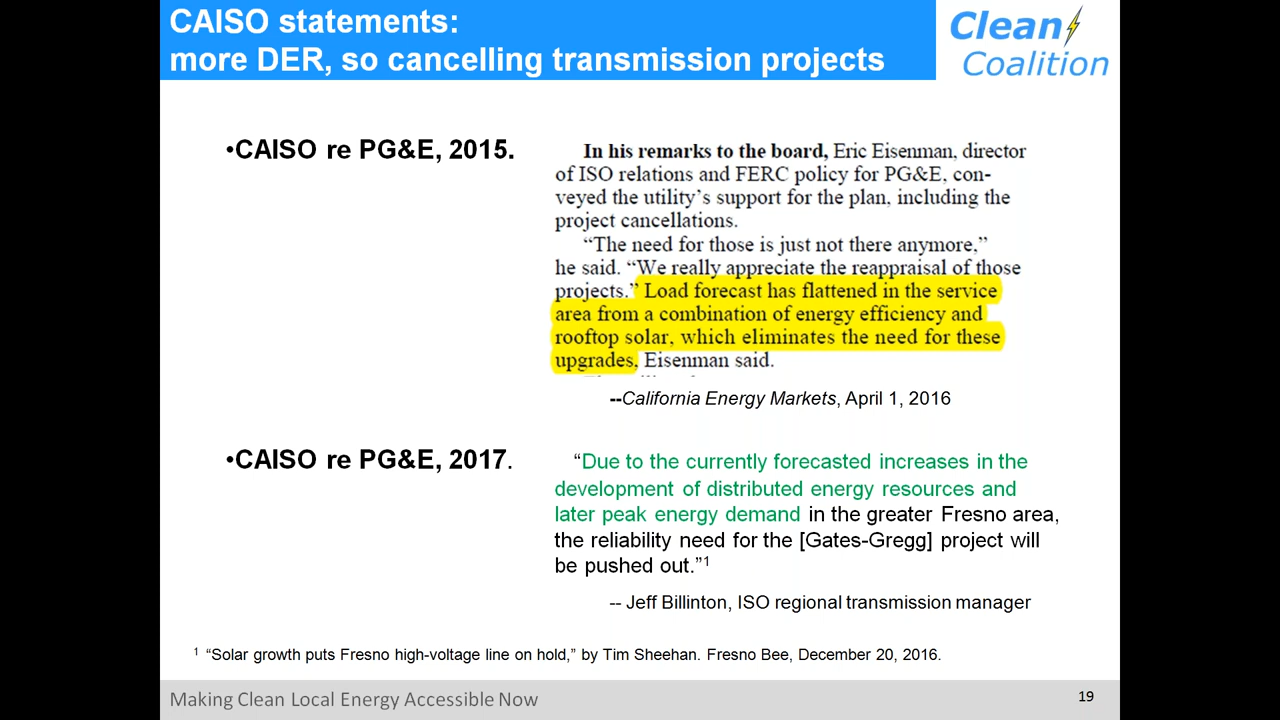 CAISO statements:
more DER, so cancelling transmission projects
Clean
Coalition
•CAISO re PG&E, 2015.
In his remarks to the board, Eric Eisenman, director
of ISO relations and FERC policy for PG&E, con-
veyed the utility's support for the plan, including the
project cancellations.
“The need for those is just not there anymore,”
he said. “We really appreciate the reappraisal of those
projects.” Load forecast has flattened in the service
area from a combination of energy efficiency and
rooftop solar, which eliminates the need for these
upgrades, Eisenman said.
--California Energy Markets, April 1, 2016
•CAISO re PG&E, 2017.
“Due to the currently forecasted increases in the
development of distributed energy resources and
later peak energy demand in the greater Fresno area,
the reliability need for the [Gates-Gregg] project will
be pushed out.”1
-- Jeff Billinton, ISO regional transmission manager
1 “Solar growth puts Fresno high-voltage line on hold,” by Tim Sheehan. Fresno Bee, December 20, 2016.
Making Clean Local Energy Accessible Now
19